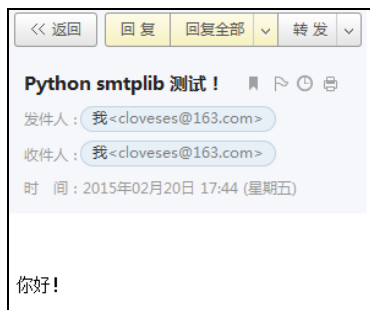 << 返回 回 复 回复全部 转 发
Python smtplib 测试！
发件人：我<cloveses@163.com>
收件人：我<cloveses@163.com>
时 间：2015年02月20日 17:44 (星期五)
你好!